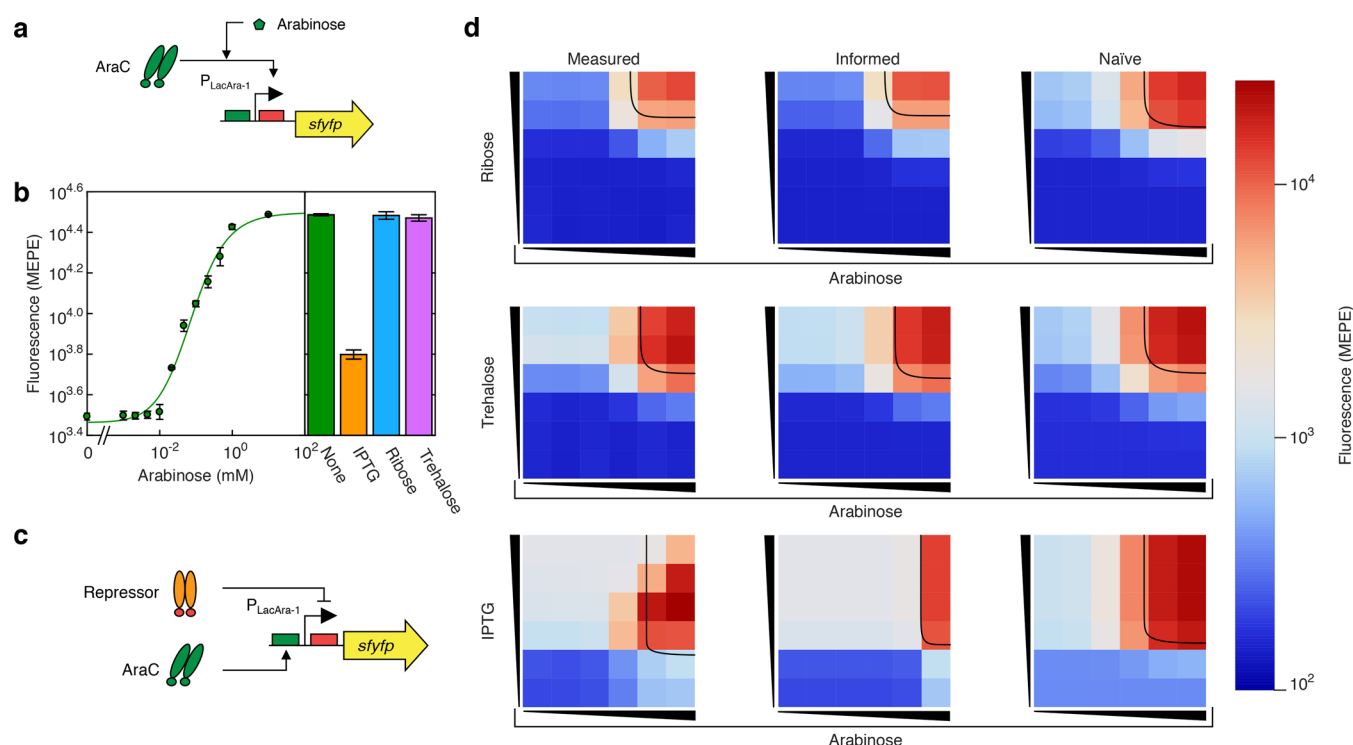 a
Arabinose
AraC
PLacAra-1
sfyfp
b
Fluorescence (MEPE)
10^4.6
10^4.4
10^4.2
10^4.0
10^3.8
10^3.6
10^3.4
0
10^-2
10^0
10^2
Arabinose (mM)
None
IPTG
Ribose
Trehalose
c
Repressor
PLacAra-1
AraC
sfyfp
d
Measured
Informed
Naïve
Ribose
Arabinose
Trehalose
Arabinose
IPTG
Arabinose
10^4
10^3
10^2
Fluorescence (MEPE)